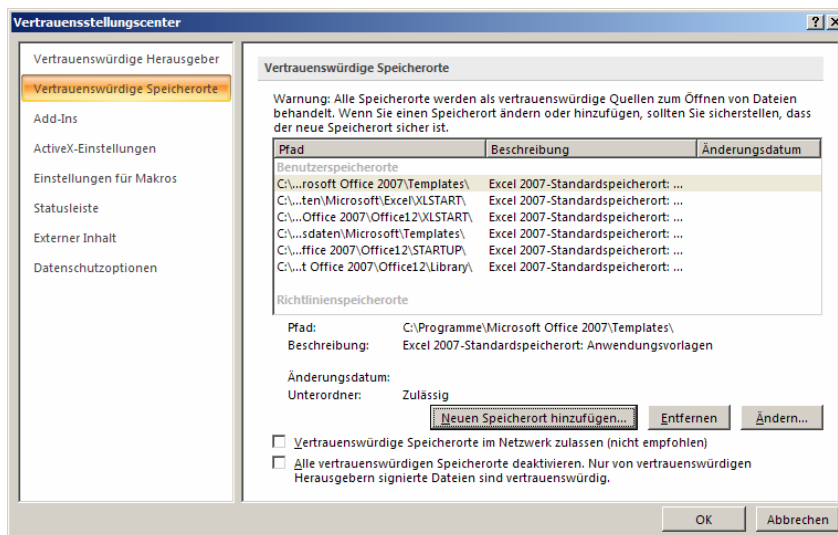 Vertrauensstellungscenter
Vertrauenswürdige Herausgeber
Vertrauenswürdige Speicherorte
Add-Ins
ActiveX-Einstellungen
Einstellungen für Makros
Statusleiste
Externer Inhalt
Datenschutzoptionen
Vertrauenswürdige Speicherorte
Warnung: Alle Speicherorte werden als vertrauenswürdige Quellen zum Öffnen von Dateien
behandelt. Wenn Sie einen Speicherort ändern oder hinzufügen, sollten Sie sicherstellen, dass
der neue Speicherort sicher ist.
Pfad Beschreibung Änderungsdatum
Benutzerspeicherorte
C:\...rosoft Office 2007\Templates\ Excel 2007-Standardspeicherort: ...
C:\...ten\Microsoft\Excel\XLSTART\ Excel 2007-Standardspeicherort: ...
C:\...Office 2007\Office12\XLSTART\ Excel 2007-Standardspeicherort: ...
C:\...sdaten\Microsoft\Templates\ Excel 2007-Standardspeicherort: ...
C:\...ffice 2007\Office12\STARTUP\ Excel 2007-Standardspeicherort: ...
C:\...t Office 2007\Office12\Library\ Excel 2007-Standardspeicherort: ...
Richtlinienspeicherorte
Pfad: C:\Programme\Microsoft Office 2007\Templates\
Beschreibung: Excel 2007-Standardspeicherort: Anwendungsvorlagen
Änderungsdatum:
Unterordner: Zulässig
Neuen Speicherort hinzufügen... Entfernen Ändern...
Vertrauenswürdige Speicherorte im Netzwerk zulassen (nicht empfohlen)
Alle vertrauenswürdigen Speicherorte deaktivieren. Nur von vertrauenswürdigen
Herausgebern signierte Dateien sind vertrauenswürdig.
OK Abbrechen